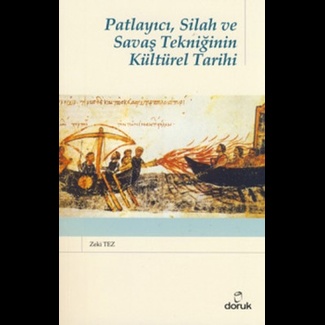 Patlayıcı, Silah ve
Savaş Tekniğinin
Kültürel Tarihi
Zeki TEZ
doruk